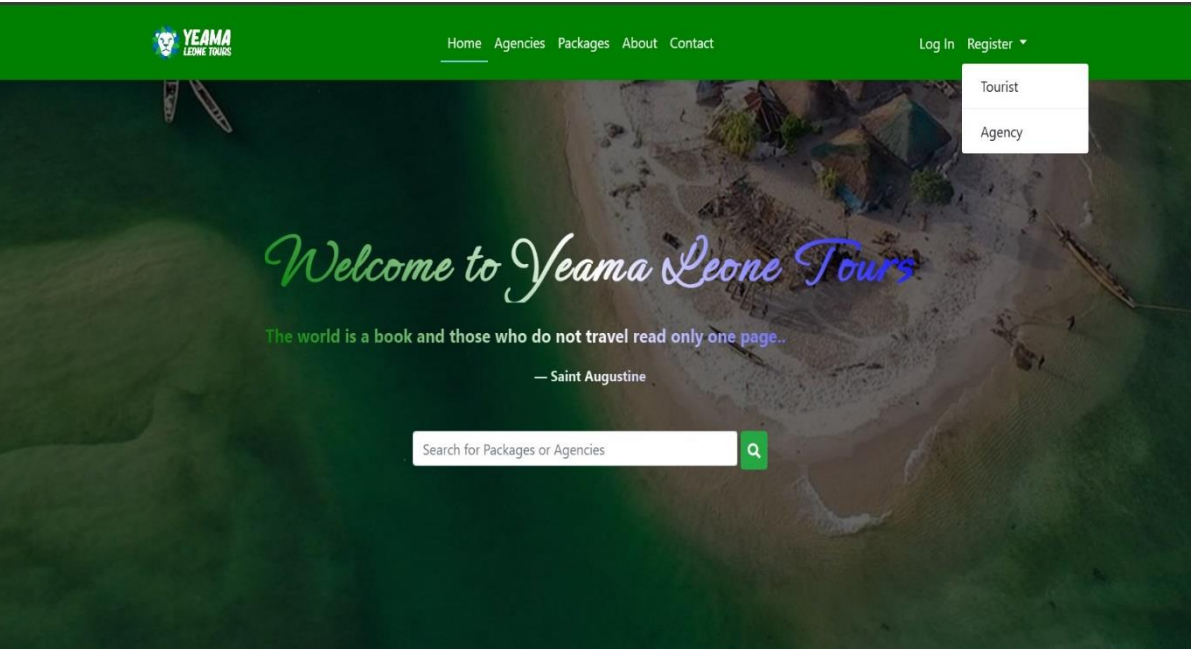 YEAMA
LEONE TOURS
Home Agencies Packages About Contact
Log In Register
Tourist
Agency
Welcome to Yeama Leone Tours
The world is a book and those who do not travel read only one page..
— Saint Augustine
Search for Packages or Agencies